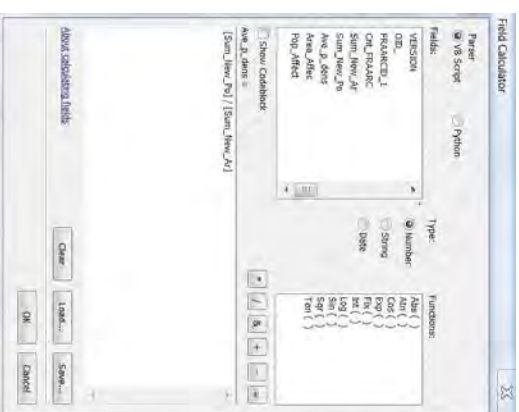 Field Calculator
Parser
VB Script
Python
Fields:
VERSION
OID_
PRAARCID_1
Cnt_FRAARC
Sum_New_Ar
Sum_New_Po
Ave_p_dens
Area_Affec
Pop_Affect
Type:
Number
String
Date
Functions:
Abs ( )
Atn ( )
Cos ( )
Exp ( )
Fix ( )
Int ( )
Log ( )
Sin ( )
Sqr ( )
Tan ( )
Show Codeblock
* / & + - =
Ave_p_dens =
[Sum_New_Po] / [Sum_New_Ar]
About calculating fields
Clear
Load...
Save...
OK
Cancel